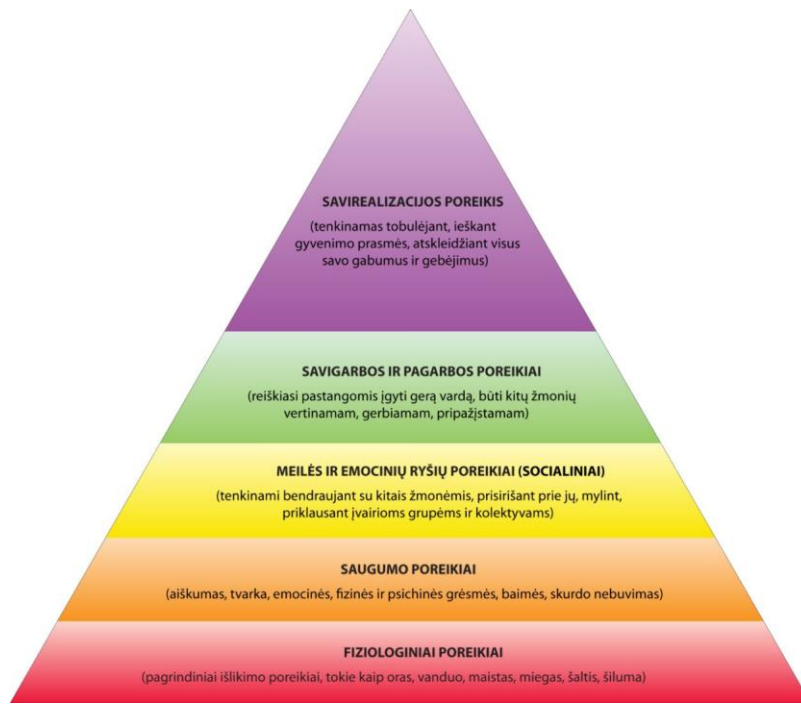 SAVIREALIZACIJOS POREIKIS
(tenkinamas tobulėjant, ieškant
gyvenimo prasmės, atskleidžiant visus
savo gabumus ir gebėjimus)
SAVIGARBOS IR PAGARBOS POREIKIAI
(reiškiasi pastangomis įgyti gerą vardą, būti kitų žmonių
vertinamam, gerbiamam, pripažįstamam)
MEILĖS IR EMOCINIŲ RYŠIŲ POREIKIAI (SOCIALINIAI)
(tenkinami bendraujant su kitais žmonėmis, prisirišant prie jų, mylint,
priklausant įvairioms grupėms ir kolektyvams)
SAUGUMO POREIKIAI
(aiškumas, tvarka, emocinės, fizinės ir psichinės grėsmės, baimės, skurdo nebuvimas)
FIZIOLOGINIAI POREIKIAI
(pagrindiniai išlikimo poreikiai, tokie kaip oras, vanduo, maistas, miegas, šaltis, šiluma)